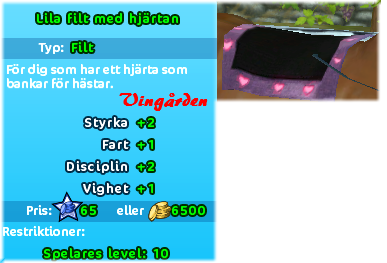 Lila filt med hjärtan
Typ: Filt
För dig som har ett hjärta som
bankar för hästar.
Vingården
Styrka +2
Fart +1
Disciplin +2
Vighet +1
Pris: 65 eller 6500
Restriktioner:
Spelares level: 10